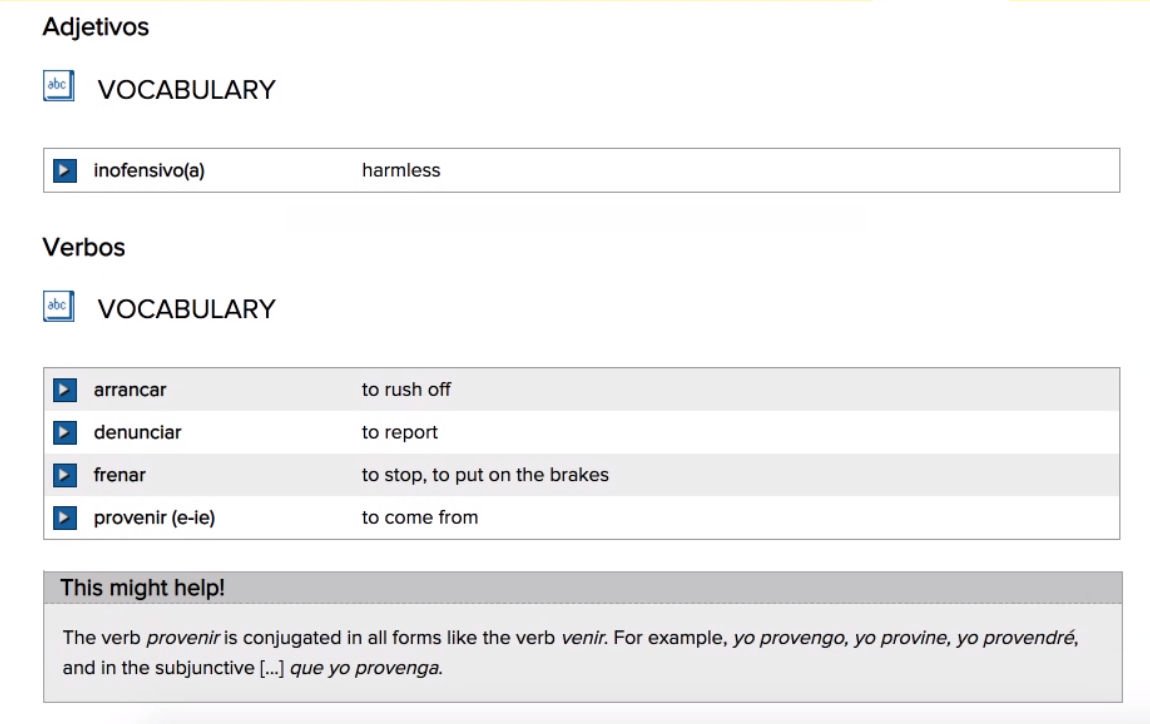 Adjetivos
abc VOCABULARY
inofensivo(a) harmless
Verbos
abc VOCABULARY
arrancar to rush off
denunciar to report
frenar to stop, to put on the brakes
provenir (e-ie) to come from
This might help!
The verb provenir is conjugated in all forms like the verb venir. For example, yo provengo, yo provine, yo provendré,
and in the subjunctive [...] que yo provenga.